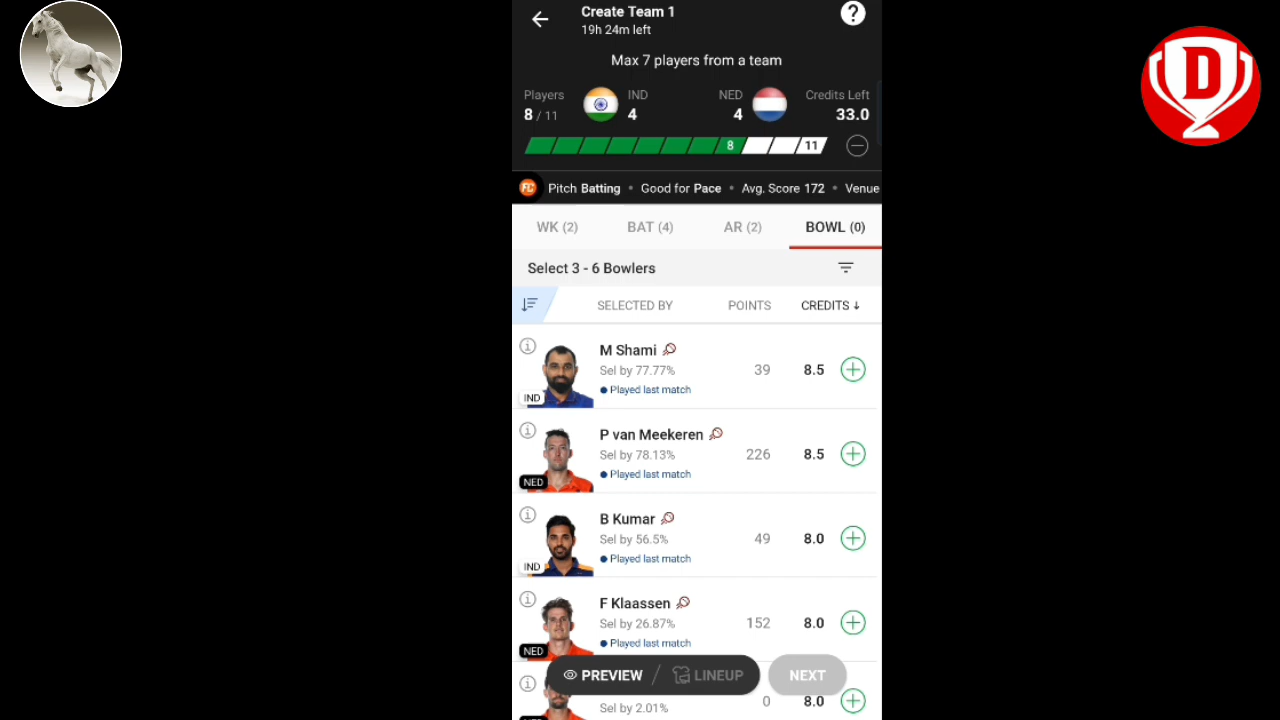 Create Team 1
19h 24m left
?
Max 7 players from a team
Players IND NED Credits Left
8 / 11 4 4 33.0
8 11
FC Pitch Batting • Good for Pace • Avg. Score 172 • Venue
WK (2) BAT (4) AR (2) BOWL (0)
Select 3 - 6 Bowlers
SELECTED BY POINTS CREDITS ↓
M Shami
Sel by 77.77% 39 8.5
Played last match
IND
P van Meekeren
Sel by 78.13% 226 8.5
Played last match
NED
B Kumar
Sel by 56.5% 49 8.0
Played last match
IND
F Klaassen
Sel by 26.87% 152 8.0
Played last match
NED
PREVIEW / LINEUP NEXT
Sel by 2.01% 0 8.0
D